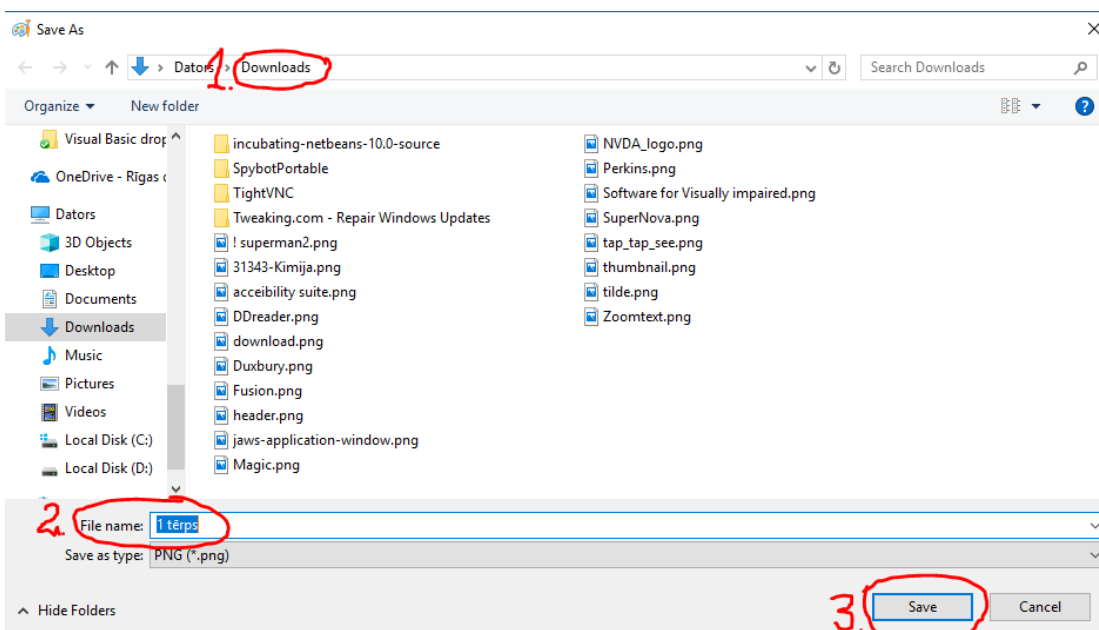 Save As
Dators > Downloads
1.
Search Downloads
Organize
New folder
Visual Basic drop
OneDrive - Rīgas
Dators
3D Objects
Desktop
Documents
Downloads
Music
Pictures
Videos
Local Disk (C:)
Local Disk (D:)
incubating-netbeans-10.0-source
SpybotPortable
TightVNC
Tweaking.com - Repair Windows Updates
! superman2.png
31343-Kimija.png
acceibility suite.png
DDreader.png
download.png
Duxbury.png
Fusion.png
header.png
jaws-application-window.png
Magic.png
NVDA_logo.png
Perkins.png
Software for Visually impaired.png
SuperNova.png
tap_tap_see.png
thumbnail.png
tilde.png
Zoomtext.png
2.
File name: 1 tērps
Save as type: PNG (*.png)
Hide Folders
3.
Save
Cancel